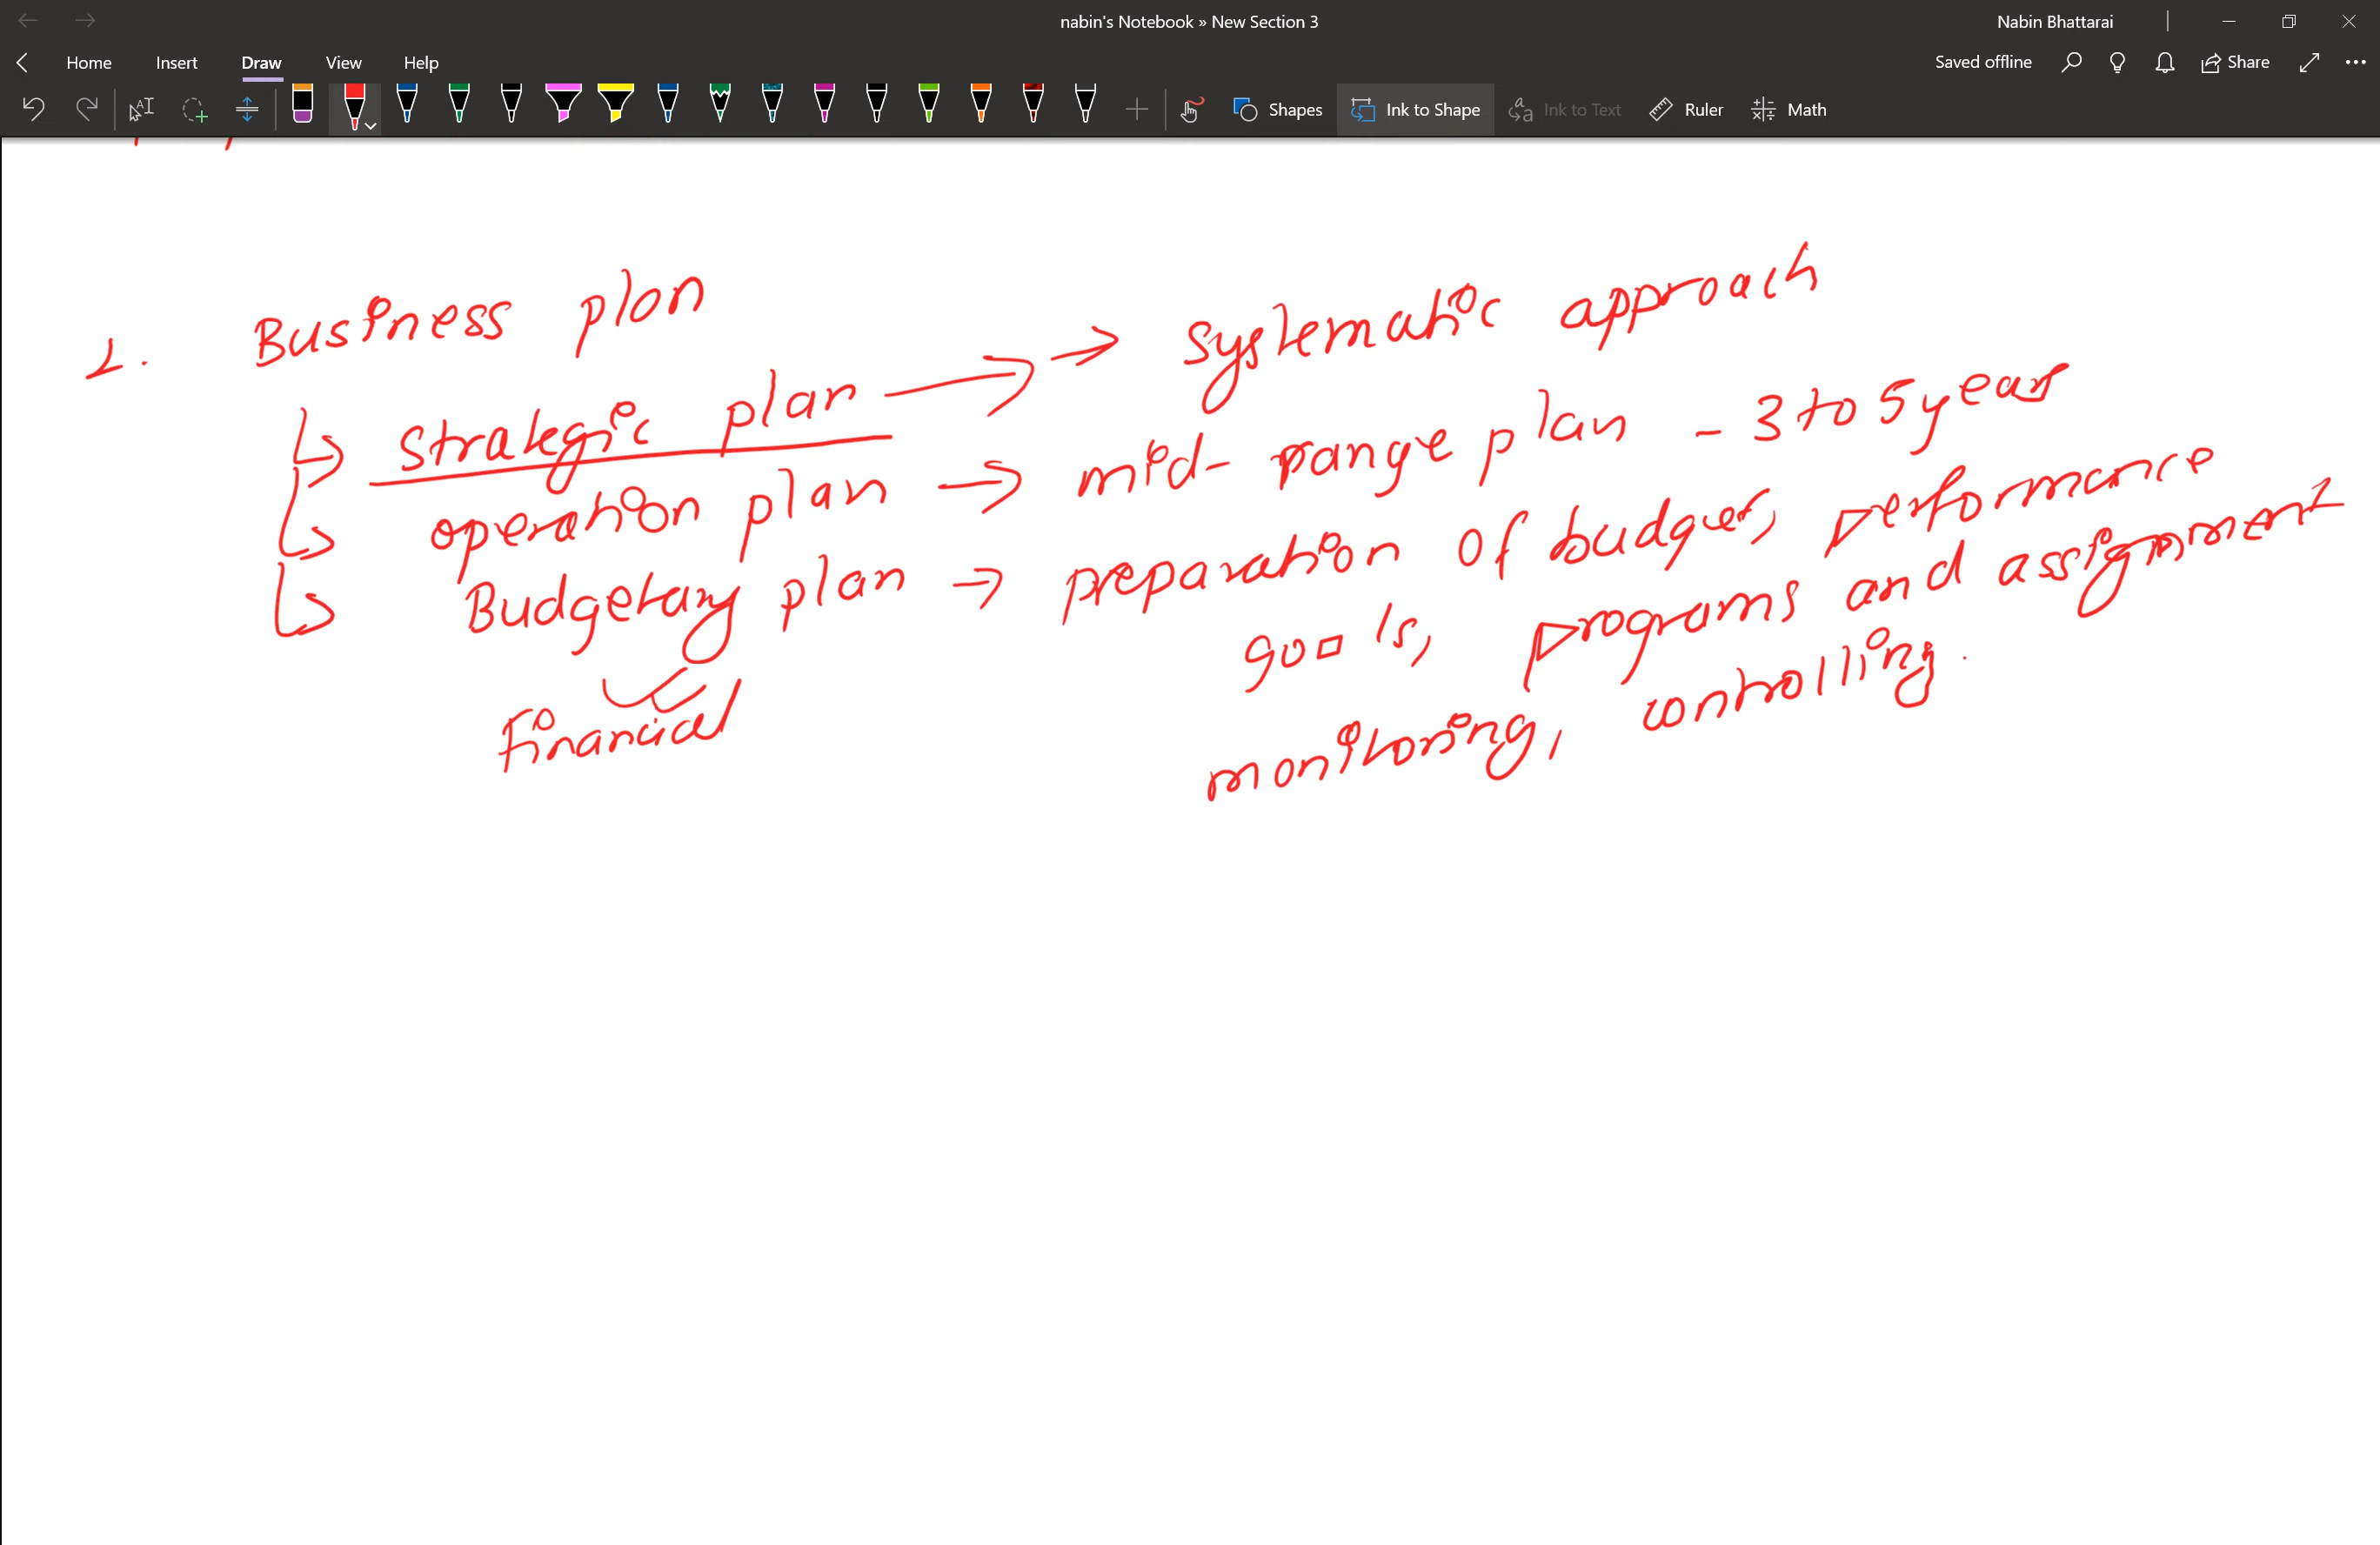 nabin's Notebook » New Section 3
Nabin Bhattarai
Home Insert Draw View Help
Saved offline
Share
Shapes Ink to Shape Ink to Text Ruler Math
1. Business plan
↳ Strategic plan → → Systematic approach
↳ operation plan → mid-range plan - 3 to 5 year
↳ Budgetary plan → preparation of budget, performance
goals, programs and assignment
Financial
monitoring, controlling.